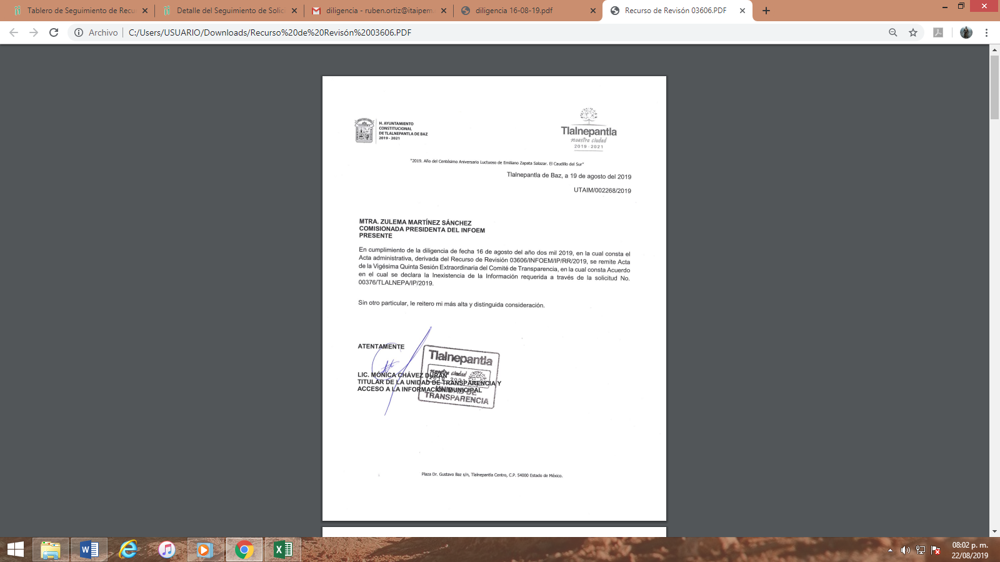 Tablero de Seguimiento de Recu
Detalle del Seguimiento de Solic
diligencia - ruben.ortiz@itaipem.
diligencia 16-08-19.pdf
Recurso de Revisón 03606.PDF
Archivo
C:/Users/USUARIO/Downloads/Recurso%20de%20Revisón%2003606.PDF
H. AYUNTAMIENTO
CONSTITUCIONAL
DE TLALNEPANTLA DE BAZ
2019 - 2021
Tlalnepantla
nuestra ciudad
2019 - 2021
"2019. Año del Centésimo Aniversario Luctuoso de Emiliano Zapata Salazar. El Caudillo del Sur"
Tlalnepantla de Baz, a 19 de agosto del 2019
UTAIM/002268/2019
MTRA. ZULEMA MARTÍNEZ SÁNCHEZ
COMISIONADA PRESIDENTA DEL INFOEM
PRESENTE
En cumplimiento de la diligencia de fecha 16 de agosto del año dos mil 2019, en la cual consta el
Acta administrativa, derivada del Recurso de Revisión 03606/INFOEM/IP/RR/2019, se remite Acta
de la Vigésima Quinta Sesión Extraordinaria del Comité de Transparencia, en la cual consta Acuerdo
en el cual se declara la Inexistencia de la Información requerida a través de la solicitud No.
00376/TLALNEPA/IP/2019.
Sin otro particular, le reitero mi más alta y distinguida consideración.
ATENTAMENTE
LIC. MÓNICA CHÁVEZ DURÁN
TITULAR DE LA UNIDAD DE TRANSPARENCIA Y
ACCESO A LA INFORMACIÓN MUNICIPAL
Tlalnepantla
nuestra ciudad
2019 - 2021
UNIDAD DE
TRANSPARENCIA
Plaza Dr. Gustavo Baz s/n, Tlalnepantla Centro, C.P. 54000 Estado de México.
08:02 p. m.
22/08/2019